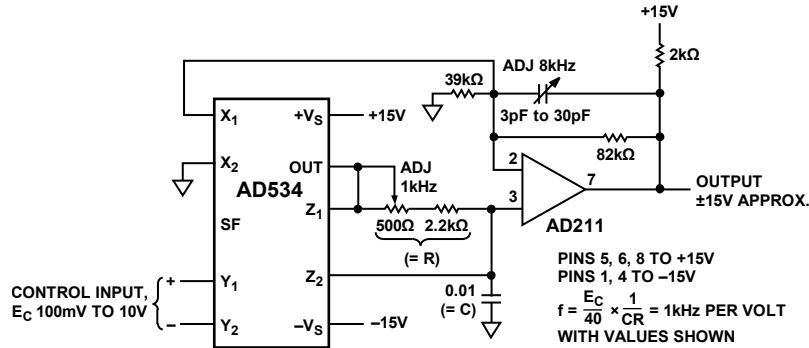 +15V
2kΩ
ADJ 8kHz
39kΩ
3pF to 30pF
82kΩ
X1
+VS
+15V
X2
OUT
ADJ
1kHz
AD534
Z1
SF
500Ω
2.2kΩ
(= R)
2
3
7
AD211
OUTPUT
±15V APPROX.
CONTROL INPUT,
EC 100mV TO 10V
+
–
Y1
Y2
Z2
–VS
–15V
0.01
(= C)
PINS 5, 6, 8 TO +15V
PINS 1, 4 TO –15V
f = EC/40 × 1/CR = 1kHz PER VOLT
WITH VALUES SHOWN